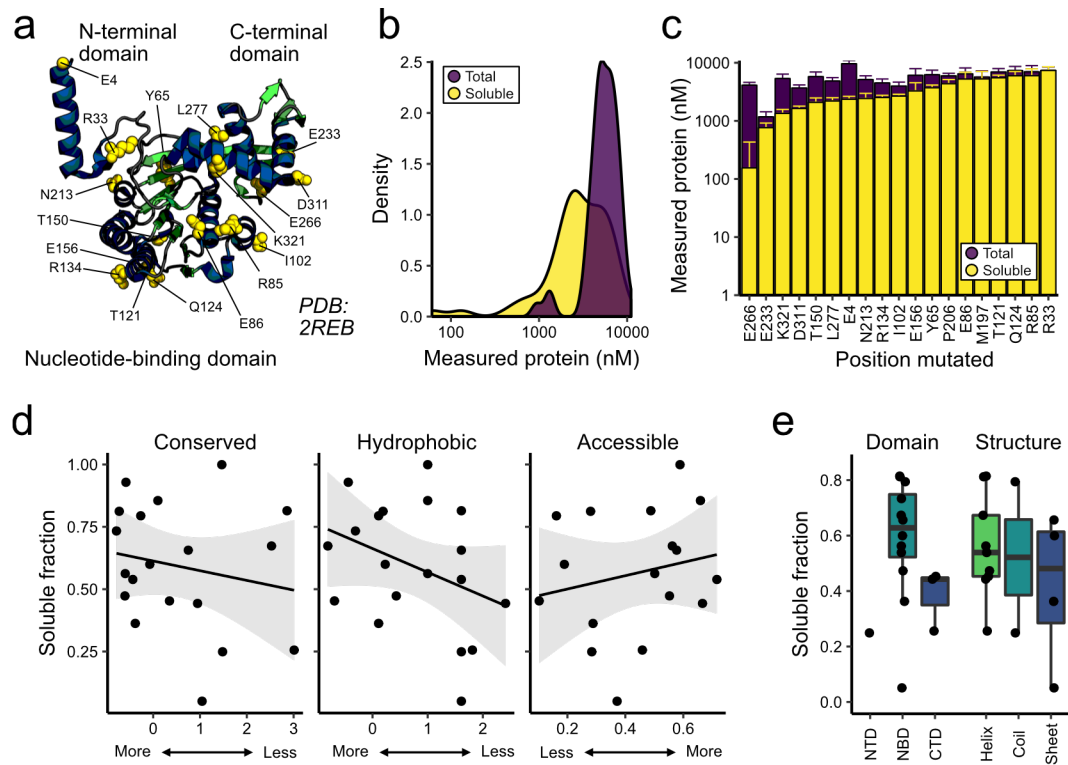 a
N-terminal
domain
C-terminal
domain
E4
Y65
L277
R33
E233
N213
D311
T150
E266
E156
K321
R134
I102
R85
Q124
T121
E86
PDB:
2REB
Nucleotide-binding domain
b
Total
Soluble
2.5
2.0
1.5
1.0
0.5
0.0
Density
100
1000
10000
Measured protein (nM)
c
10000
1000
100
10
1
Measured protein (nM)
Total
Soluble
E266
E233
K321
D311
T150
L277
E4
N213
R134
I102
E156
Y65
P206
E86
M197
T121
Q124
R85
R33
Position mutated
d
Conserved
Hydrophobic
Accessible
1.00
0.75
0.50
0.25
Soluble fraction
0 1 2 3
More
Less
0 1 2
More
Less
0.2 0.4 0.6
Less
More
e
Domain
Structure
0.8
0.6
0.4
0.2
0.0
Soluble fraction
NTD
NBD
CTD
Helix
Coil
Sheet